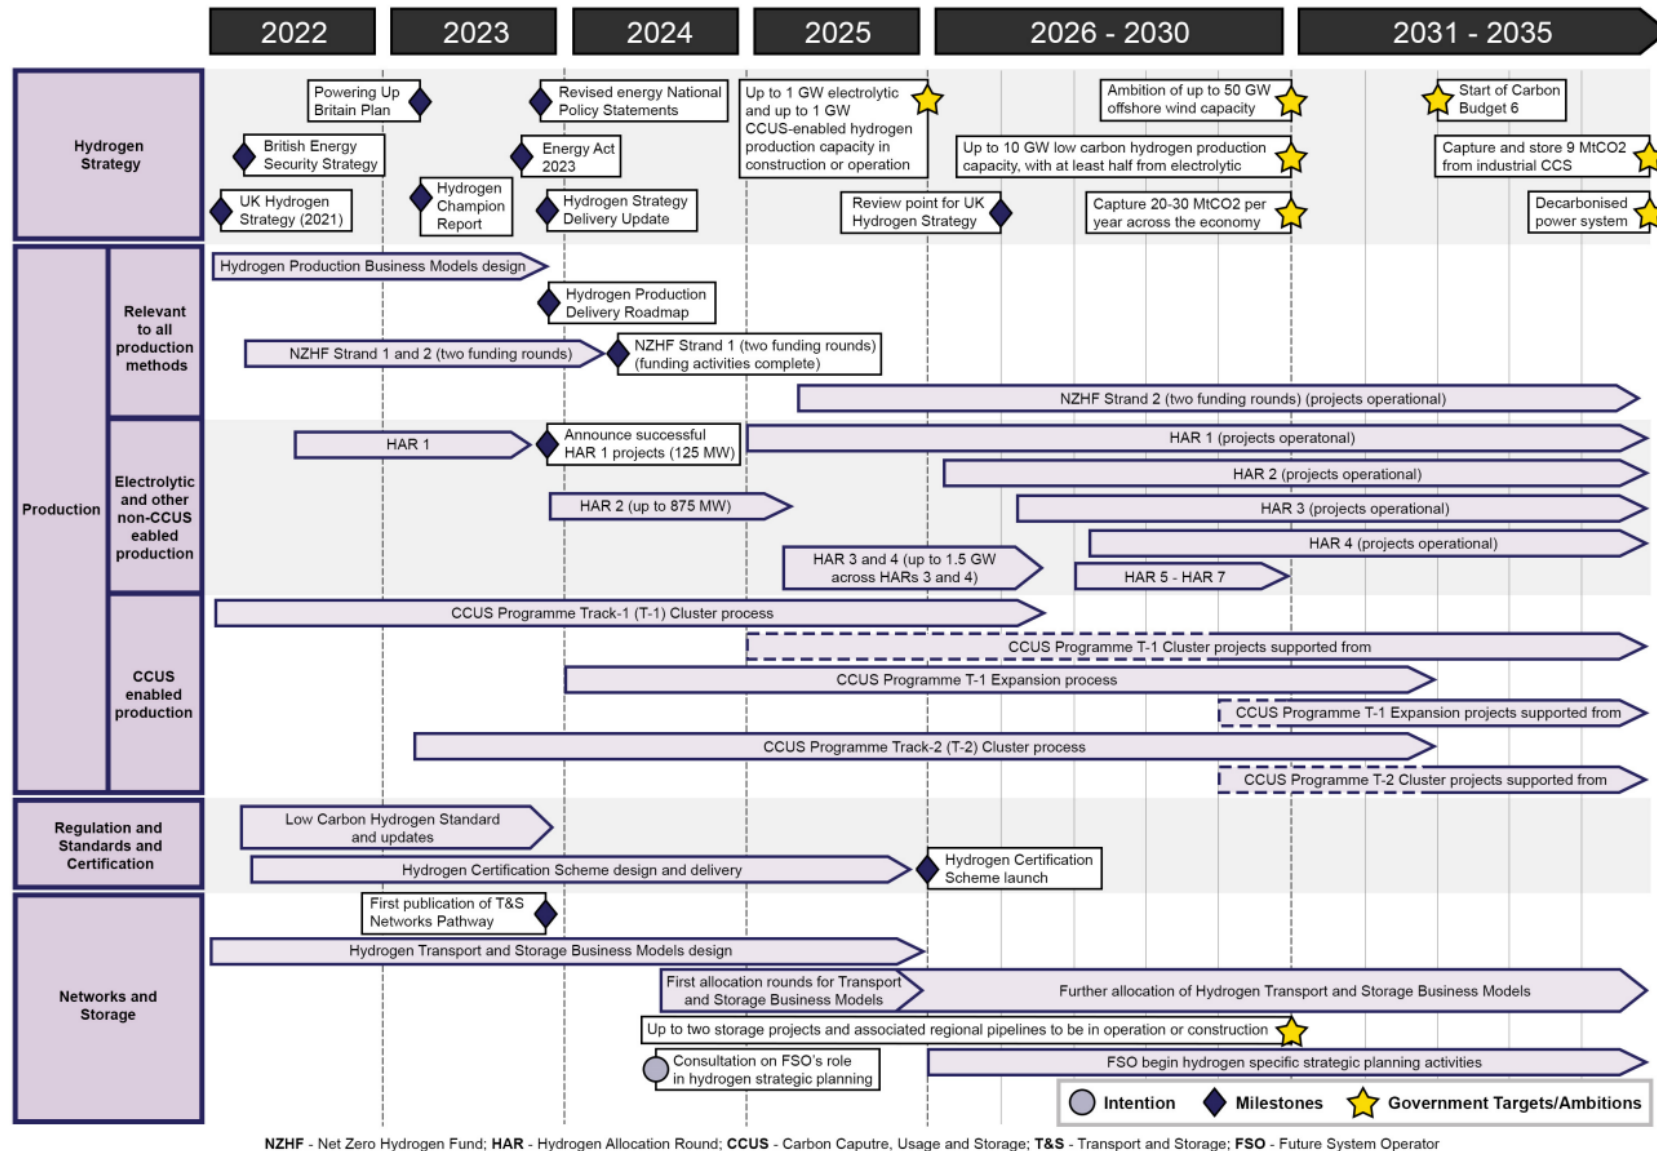 2022
2023
2024
2025
2026 - 2030
2031 - 2035
Hydrogen
Strategy
Powering Up
Britain Plan
Revised energy National
Policy Statements
Up to 1 GW electrolytic
and up to 1 GW
CCUS-enabled hydrogen
production capacity in
construction or operation
Ambition of up to 50 GW
offshore wind capacity
Start of Carbon
Budget 6
British Energy
Security Strategy
Energy Act
2023
Up to 10 GW low carbon hydrogen production
capacity, with at least half from electrolytic
Capture and store 9 MtCO2
from industrial CCS
UK Hydrogen
Strategy (2021)
Hydrogen
Champion
Report
Hydrogen Strategy
Delivery Update
Review point for UK
Hydrogen Strategy
Capture 20-30 MtCO2 per
year across the economy
Decarbonised
power system
Production
Relevant
to all
production
methods
Hydrogen Production Business Models design
Hydrogen Production
Delivery Roadmap
NZHF Strand 1 and 2 (two funding rounds)
NZHF Strand 1 (two funding rounds)
(funding activities complete)
NZHF Strand 2 (two funding rounds) (projects operational)
Electrolytic
and other
non-CCUS
eabled
production
HAR 1
Announce successful
HAR 1 projects (125 MW)
HAR 1 (projects operatonal)
HAR 2 (projects operational)
HAR 2 (up to 875 MW)
HAR 3 (projects operational)
HAR 4 (projects operational)
HAR 3 and 4 (up to 1.5 GW
across HARs 3 and 4)
HAR 5 - HAR 7
CCUS
enabled
production
CCUS Programme Track-1 (T-1) Cluster process
CCUS Programme T-1 Cluster projects supported from
CCUS Programme T-1 Expansion process
CCUS Programme T-1 Expansion projects supported from
CCUS Programme Track-2 (T-2) Cluster process
CCUS Programme T-2 Cluster projects supported from
Regulation and
Standards and
Certification
Low Carbon Hydrogen Standard
and updates
Hydrogen Certification Scheme design and delivery
Hydrogen Certification
Scheme launch
Networks and
Storage
First publication of T&S
Networks Pathway
Hydrogen Transport and Storage Business Models design
First allocation rounds for Transport
and Storage Business Models
Further allocation of Hydrogen Transport and Storage Business Models
Up to two storage projects and associated regional pipelines to be in operation or construction
Consultation on FSO's role
in hydrogen strategic planning
FSO begin hydrogen specific strategic planning activities
Intention
Milestones
Government Targets/Ambitions
NZHF - Net Zero Hydrogen Fund; HAR - Hydrogen Allocation Round; CCUS - Carbon Caputre, Usage and Storage; T&S - Transport and Storage; FSO - Future System Operator